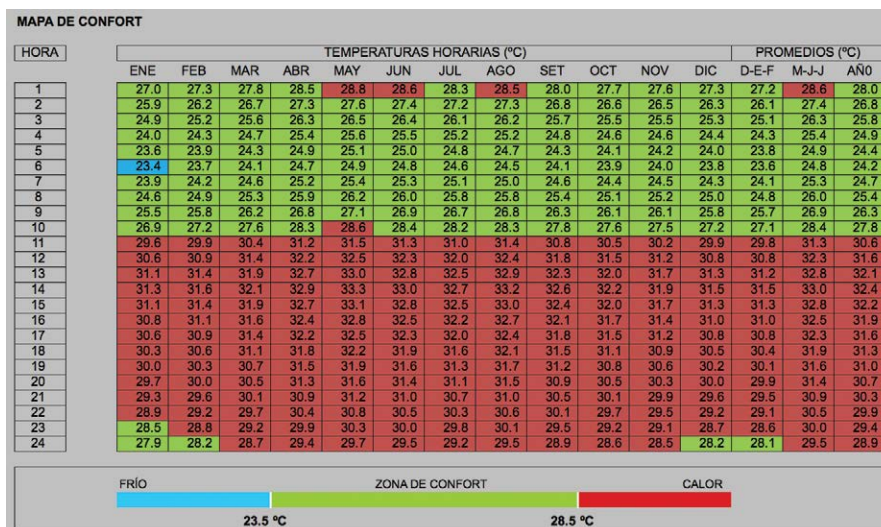 MAPA DE CONFORT
HORA TEMPERATURAS HORARIAS (ºC) PROMEDIOS (ºC)
ENE FEB MAR ABR MAY JUN JUL AGO SET OCT NOV DIC D-E-F M-J-J AÑ0
1 27.0 27.3 27.8 28.5 28.8 28.6 28.3 28.5 28.0 27.7 27.6 27.3 27.2 28.6 28.0
2 25.9 26.2 26.7 27.3 27.6 27.4 27.2 27.3 26.8 26.6 26.5 26.3 26.1 27.4 26.8
3 24.9 25.2 25.6 26.3 26.5 26.4 26.1 26.2 25.7 25.5 25.5 25.3 25.1 26.3 25.8
4 24.0 24.3 24.7 25.4 25.6 25.5 25.2 25.2 24.8 24.6 24.6 24.4 24.3 25.4 24.9
5 23.6 23.9 24.3 24.9 25.1 25.0 24.8 24.7 24.3 24.1 24.2 24.0 23.8 24.9 24.4
6 23.4 23.7 24.1 24.7 24.9 24.8 24.6 24.5 24.1 23.9 24.0 23.8 23.6 24.8 24.2
7 23.9 24.2 24.6 25.2 25.4 25.3 25.1 25.0 24.6 24.4 24.5 24.3 24.1 25.3 24.7
8 24.6 24.9 25.3 25.9 26.2 26.0 25.8 25.8 25.4 25.1 25.2 25.0 24.8 26.0 25.4
9 25.5 25.8 26.2 26.8 27.1 26.9 26.7 26.8 26.3 26.1 26.1 25.8 25.7 26.9 26.3
10 26.9 27.2 27.6 28.3 28.6 28.4 28.2 28.3 27.8 27.6 27.5 27.2 27.1 28.4 27.8
11 29.6 29.9 30.4 31.2 31.5 31.3 31.0 31.4 30.8 30.5 30.2 29.9 29.8 31.3 30.6
12 30.6 30.9 31.4 32.2 32.5 32.3 32.0 32.4 31.8 31.5 31.2 30.8 30.8 32.3 31.6
13 31.1 31.4 31.9 32.7 33.0 32.8 32.5 32.9 32.3 32.0 31.7 31.3 31.2 32.8 32.1
14 31.3 31.6 32.1 32.9 33.3 33.0 32.7 33.2 32.6 32.2 31.9 31.5 31.5 33.0 32.4
15 31.1 31.4 31.9 32.7 33.1 32.8 32.5 33.0 32.4 32.0 31.7 31.3 31.3 32.8 32.2
16 30.8 31.1 31.6 32.4 32.8 32.5 32.2 32.7 32.1 31.7 31.4 31.0 31.0 32.5 31.9
17 30.6 30.9 31.4 32.2 32.5 32.3 32.0 32.4 31.8 31.5 31.2 30.8 30.8 32.3 31.6
18 30.3 30.6 31.1 31.8 32.2 31.9 31.6 32.1 31.5 31.1 30.9 30.5 30.4 31.9 31.3
19 30.0 30.3 30.7 31.5 31.9 31.6 31.3 31.7 31.2 30.8 30.6 30.2 30.1 31.6 31.0
20 29.7 30.0 30.5 31.3 31.6 31.4 31.1 31.5 30.9 30.5 30.3 30.0 29.9 31.4 30.7
21 29.3 29.6 30.1 30.9 31.2 31.0 30.7 31.0 30.5 30.1 29.9 29.6 29.5 30.9 30.3
22 28.9 29.2 29.7 30.4 30.8 30.5 30.3 30.6 30.1 29.7 29.5 29.2 29.1 30.5 29.9
23 28.5 28.8 29.2 29.9 30.3 30.0 29.8 30.1 29.5 29.2 29.1 28.7 28.6 30.0 29.4
24 27.9 28.2 28.7 29.4 29.7 29.5 29.2 29.5 28.9 28.6 28.5 28.2 28.1 29.5 28.9
FRÍO ZONA DE CONFORT CALOR
23.5 ºC 28.5 ºC